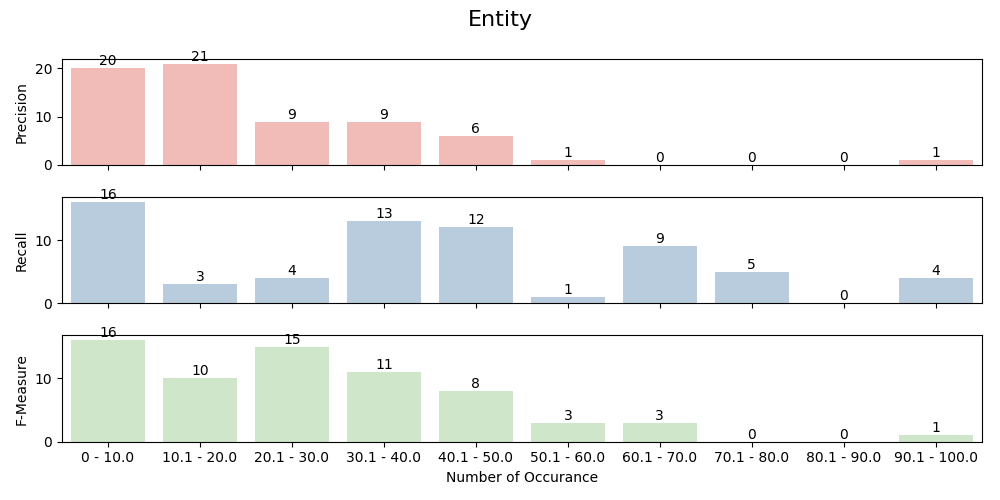 Entity
Precision
20
10
0
20 21 9 9 6 1 0 0 0 1
Recall
10
0
16 3 4 13 12 1 9 5 0 4
F-Measure
10
0
16 10 15 11 8 3 3 0 0 1
0 - 10.0 10.1 - 20.0 20.1 - 30.0 30.1 - 40.0 40.1 - 50.0 50.1 - 60.0 60.1 - 70.0 70.1 - 80.0 80.1 - 90.0 90.1 - 100.0
Number of Occurance